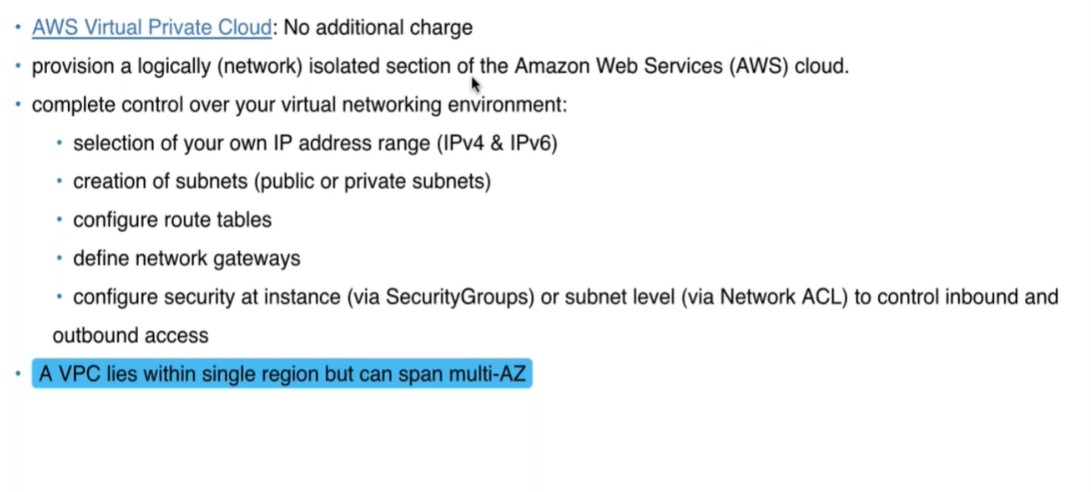 • AWS Virtual Private Cloud: No additional charge
• provision a logically (network) isolated section of the Amazon Web Services (AWS) cloud.
• complete control over your virtual networking environment:
• selection of your own IP address range (IPv4 & IPv6)
• creation of subnets (public or private subnets)
• configure route tables
• define network gateways
• configure security at instance (via SecurityGroups) or subnet level (via Network ACL) to control inbound and
outbound access
• A VPC lies within single region but can span multi-AZ